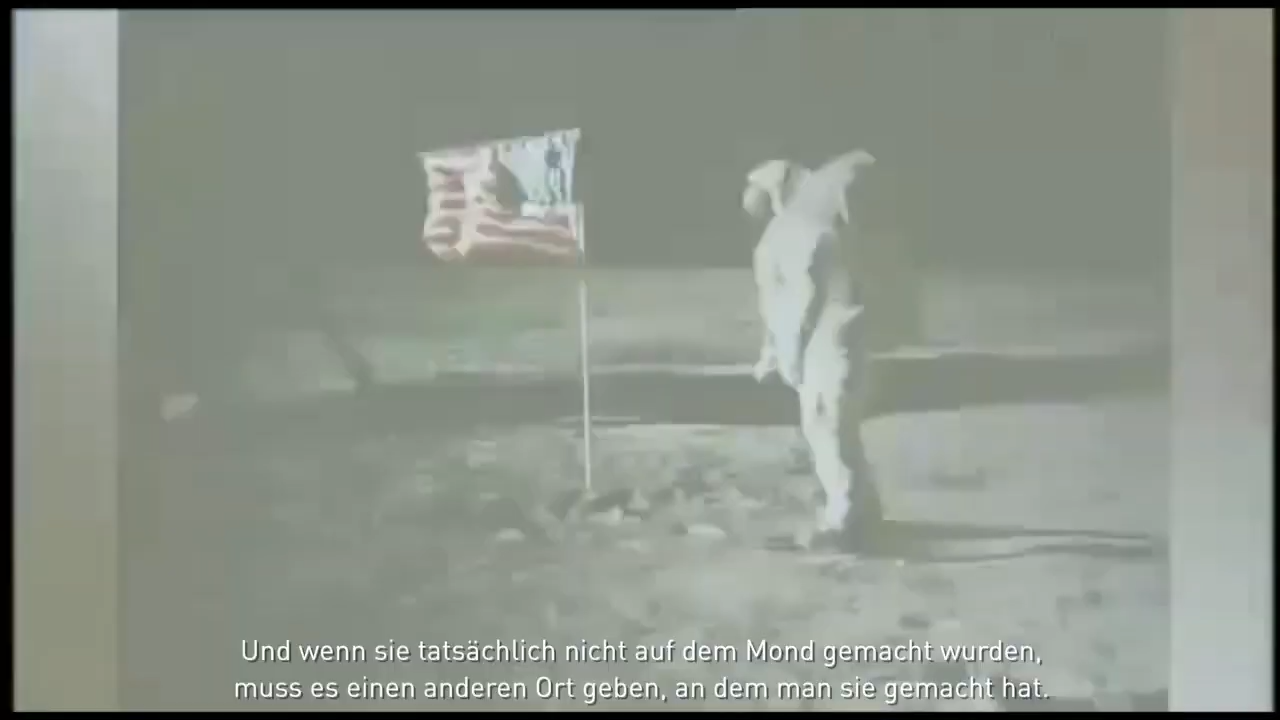 Und wenn sie tatsächlich nicht auf dem Mond gemacht wurden,
muss es einen anderen Ort geben, an dem man sie gemacht hat.